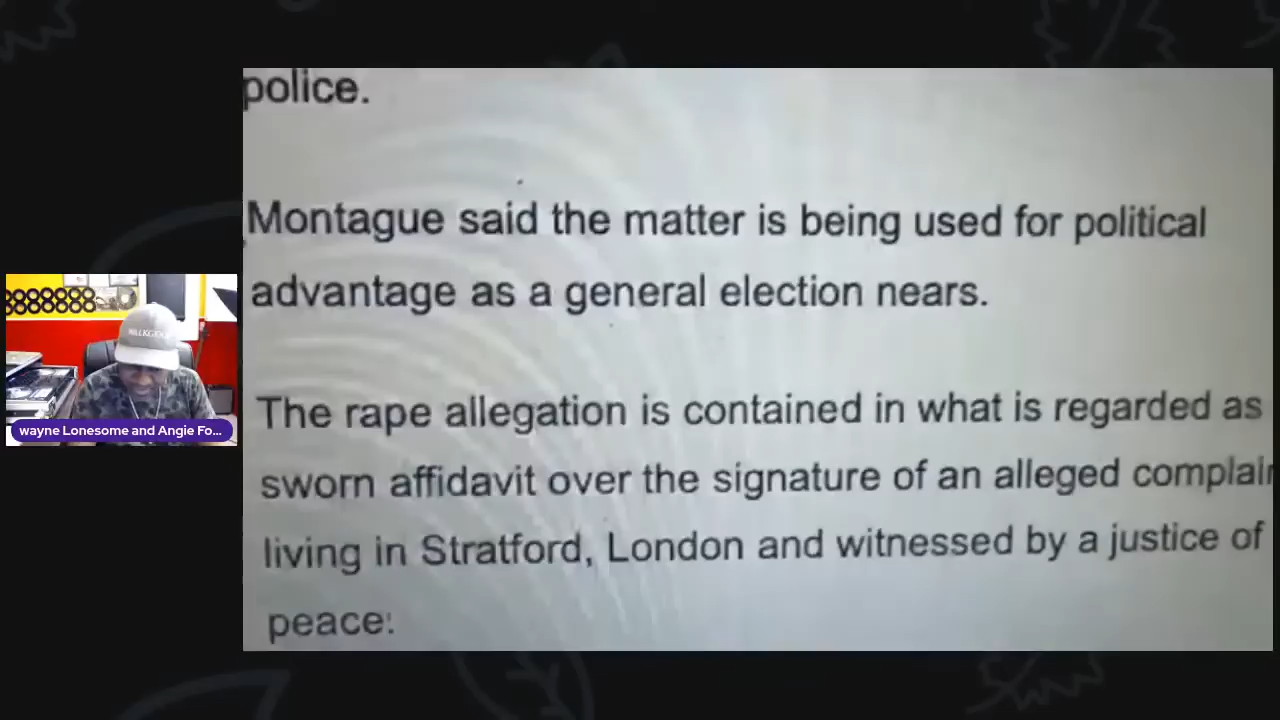 police.
Montague said the matter is being used for political
advantage as a general election nears.
The rape allegation is contained in what is regarded as
sworn affidavit over the signature of an alleged
living in Stratford, London and witnessed by a justice of
peace:
wayne Lonesome and Angie Fo...